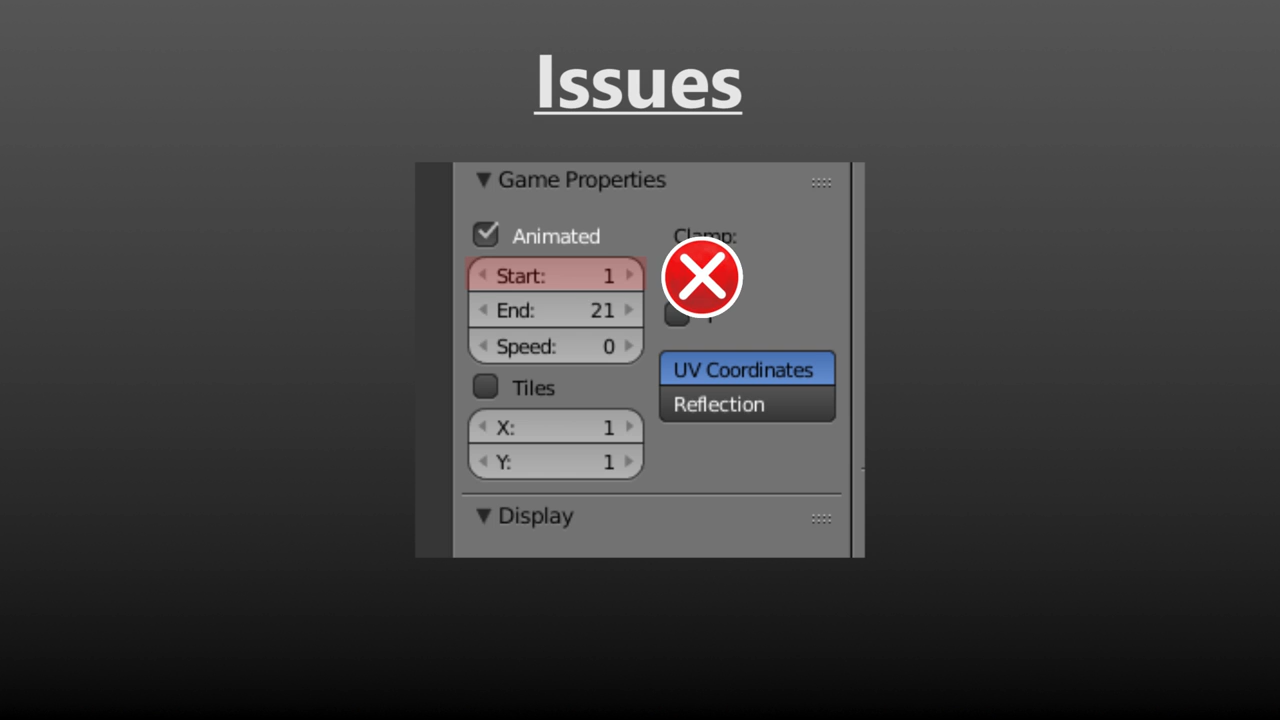 Issues
Game Properties
Animated
Clamp:
Start: 1
End: 21
Speed: 0
Tiles
UV Coordinates
Reflection
X: 1
Y: 1
Display